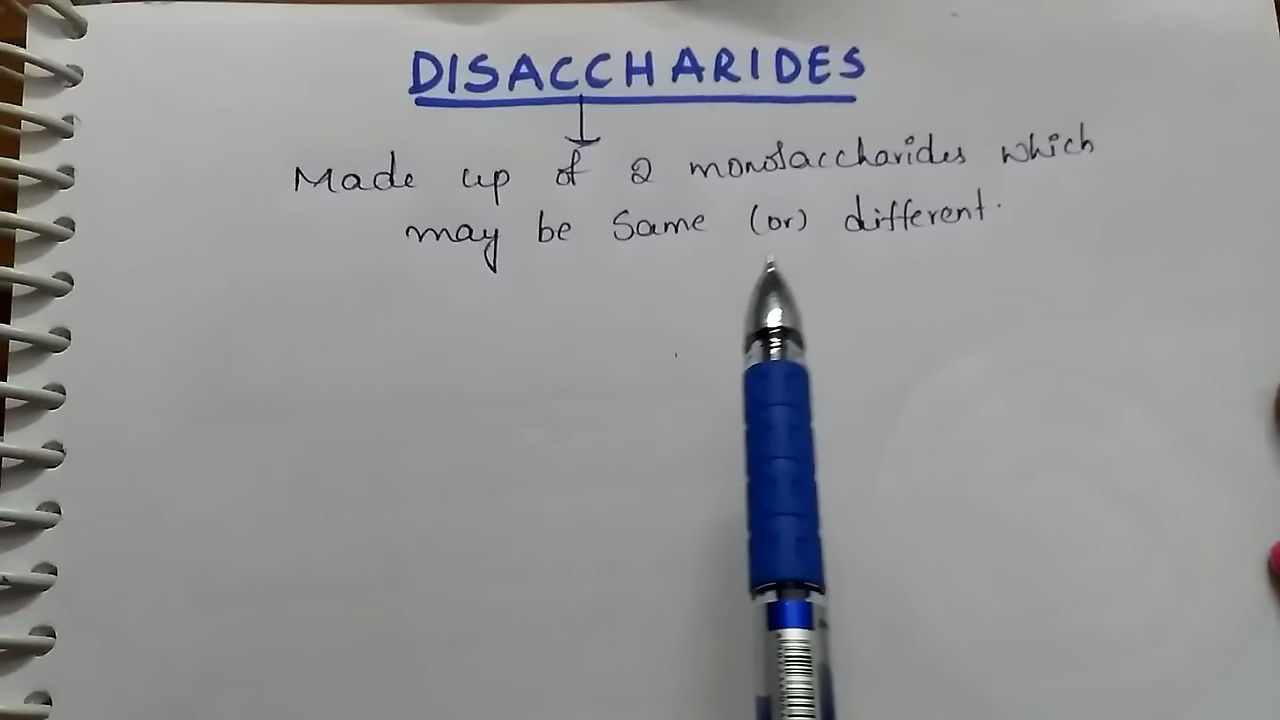 DISACCHARIDES
Made up of 2 monosaccharides which
may be Same (or) different.